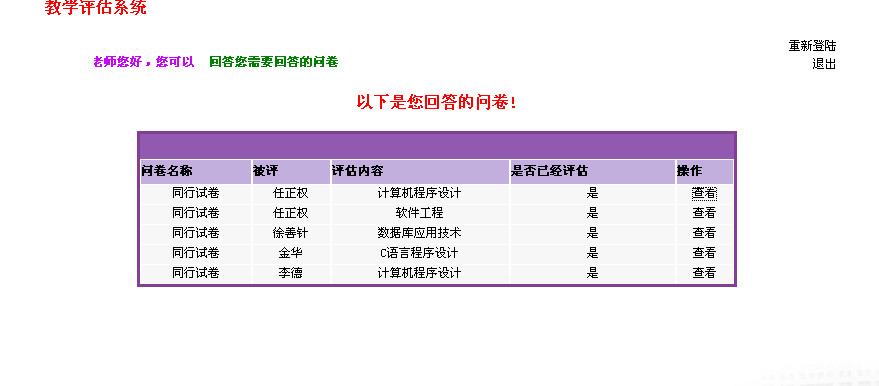 教学评估系统
重新登陆
老师您好，您可以 回答您需要回答的问卷
退出
以下是您回答的问卷!
问卷名称 被评 评估内容 是否已经评估 操作
同行试卷 任正权 计算机程序设计 是 查看
同行试卷 任正权 软件工程 是 查看
同行试卷 徐善针 数据库应用技术 是 查看
同行试卷 金华 C语言程序设计 是 查看
同行试卷 李德 计算机程序设计 是 查看